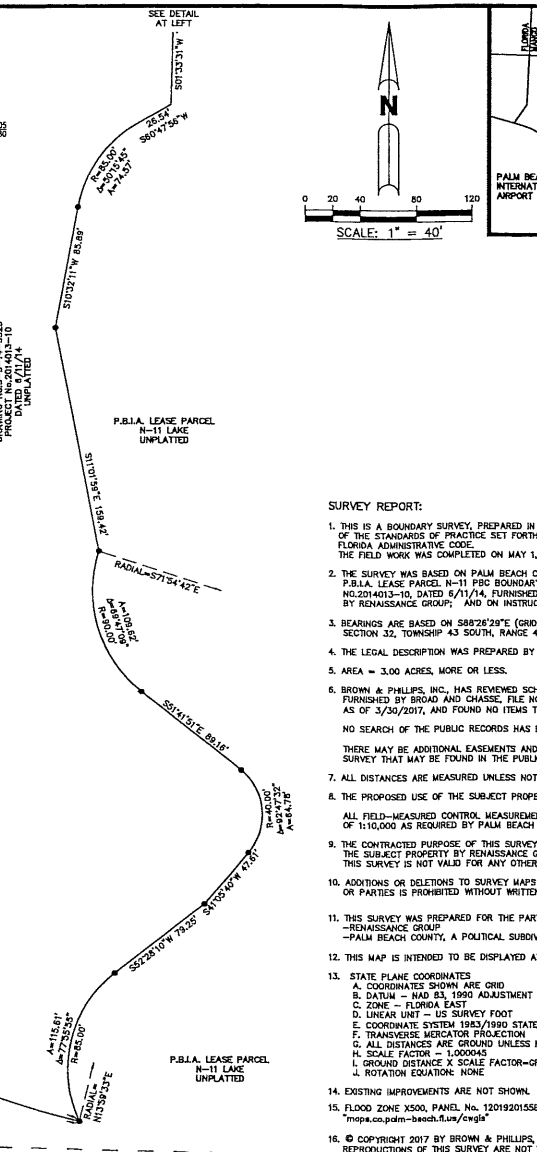 SEE DETAIL
AT LEFT
S01°33'31"W
26.54'
S60°47'56"W
R=85.00'
Δ=50°15'45"
A=74.57'
S10°32'11"W 85.89'
PROJECT No.2014013-10
DATED 6/11/14
UNPLATTED
P.B.I.A. LEASE PARCEL
N-11 LAKE
UNPLATTED
S11°01'59"E 159.42'
RADIAL=S71°54'42"E
A=109.62'
Δ=69°47'09"
R=90.00'
S51°41'51"E 89.16'
R=40.00'
Δ=92°47'32"
A=64.78'
S41°05'40"W 47.61'
S52°28'10"W 79.25'
A=115.61'
Δ=77°55'55"
R=85.00'
RADIAL=
N13°59'33"E
P.B.I.A. LEASE PARCEL
N-11 LAKE
UNPLATTED
N
0 20 40 80 120
SCALE: 1" = 40'
FLORIDA
MANGO
PALM BEA
INTERNAT
AIRPORT
SURVEY REPORT:
1. THIS IS A BOUNDARY SURVEY, PREPARED IN
OF THE STANDARDS OF PRACTICE SET FORTH
FLORIDA ADMINISTRATIVE CODE.
THE FIELD WORK WAS COMPLETED ON MAY 1,
2. THE SURVEY WAS BASED ON PALM BEACH C
P.B.I.A. LEASE PARCEL N-11 PBC BOUNDAR
NO.2014013-10, DATED 6/11/14, FURNISHED
BY RENAISSANCE GROUP; AND ON INSTRUC
3. BEARINGS ARE BASED ON S88°26'29"E (GRID
SECTION 32, TOWNSHIP 43 SOUTH, RANGE 4
4. THE LEGAL DESCRIPTION WAS PREPARED BY
5. AREA = 3.00 ACRES, MORE OR LESS.
6. BROWN & PHILLIPS, INC., HAS REVIEWED SCH
FURNISHED BY BROAD AND CHASSE, FILE NO
AS OF 3/30/2017, AND FOUND NO ITEMS T
NO SEARCH OF THE PUBLIC RECORDS HAS B
THERE MAY BE ADDITIONAL EASEMENTS AND
SURVEY THAT MAY BE FOUND IN THE PUBLI
7. ALL DISTANCES ARE MEASURED UNLESS NOT
8. THE PROPOSED USE OF THE SUBJECT PROPE
ALL FIELD-MEASURED CONTROL MEASUREME
OF 1:10,000 AS REQUIRED BY PALM BEACH
9. THE CONTRACTED PURPOSE OF THIS SURVEY
THE SUBJECT PROPERTY BY RENAISSANCE G
THIS SURVEY IS NOT VALID FOR ANY OTHER
10. ADDITIONS OR DELETIONS TO SURVEY MAPS
OR PARTIES IS PROHIBITED WITHOUT WRITTE
11. THIS SURVEY WAS PREPARED FOR THE PAR
-RENAISSANCE GROUP
-PALM BEACH COUNTY, A POLITICAL SUBDIV
12. THIS MAP IS INTENDED TO BE DISPLAYED A
13. STATE PLANE COORDINATES
A. COORDINATES SHOWN ARE GRID
B. DATUM - NAD 83, 1990 ADJUSTMENT
C. ZONE - FLORIDA EAST
D. LINEAR UNIT - US SURVEY FOOT
E. COORDINATE SYSTEM 1983/1990 STATE
F. TRANSVERSE MERCATOR PROJECTION
G. ALL DISTANCES ARE GROUND UNLESS
H. SCALE FACTOR - 1.000045
I. GROUND DISTANCE X SCALE FACTOR=GR
J. ROTATION EQUATION: NONE
14. EXISTING IMPROVEMENTS ARE NOT SHOWN.
15. FLOOD ZONE X500, PANEL No. 1201920155B
"maps.co.palm-beach.fl.us/cwgis"
16. © COPYRIGHT 2017 BY BROWN & PHILLIPS,
REPRODUCTIONS OF THIS SURVEY ARE NOT